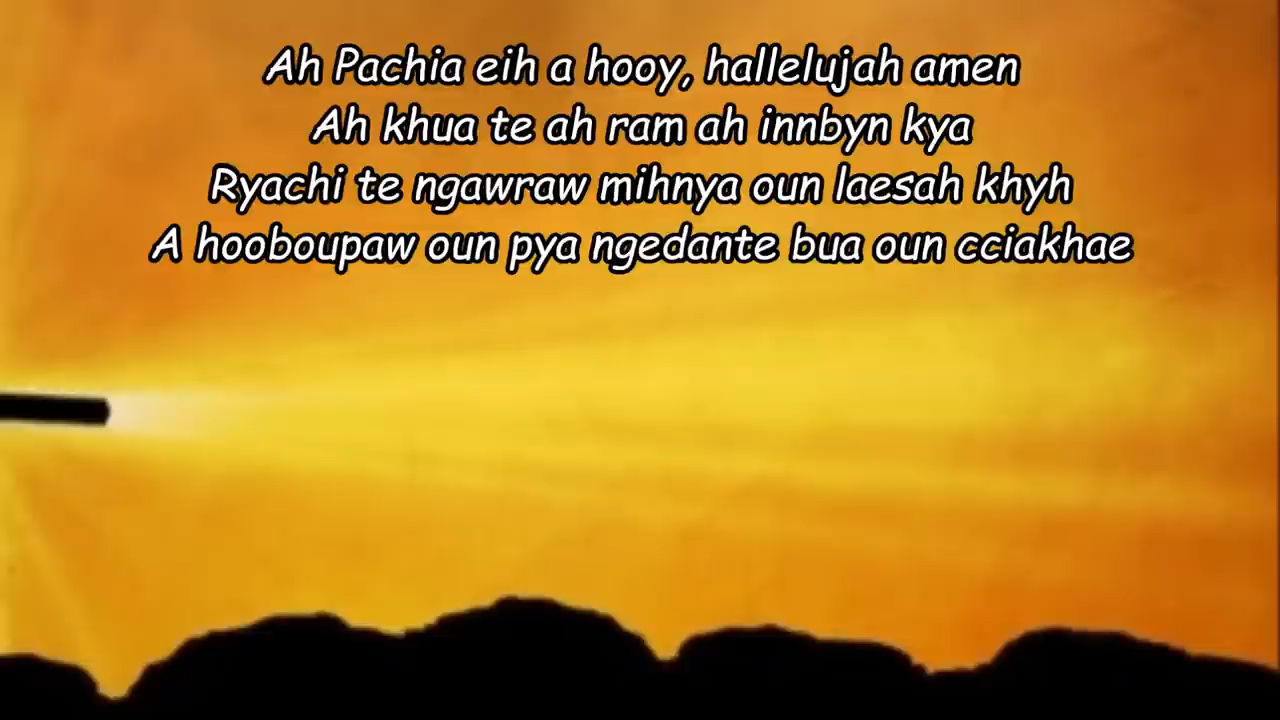 Ah Pachia eih a hooy, hallelujah amen
Ah khua te ah ram ah innbyn kya
Ryachi te ngawraw mihnya oun laesah khyh
A hooboupaw oun pya ngedante bua oun cciakhae